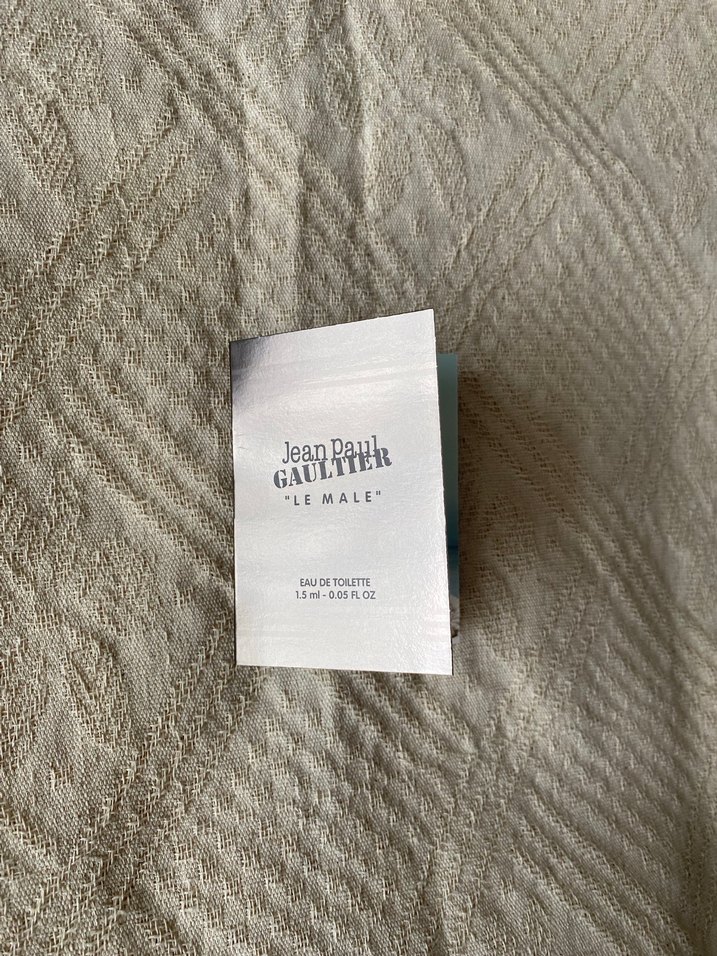 Jean Paul
GAULTIER
"LE MALE"
EAU DE TOILETTE
1.5 ml - 0.05 FL OZ